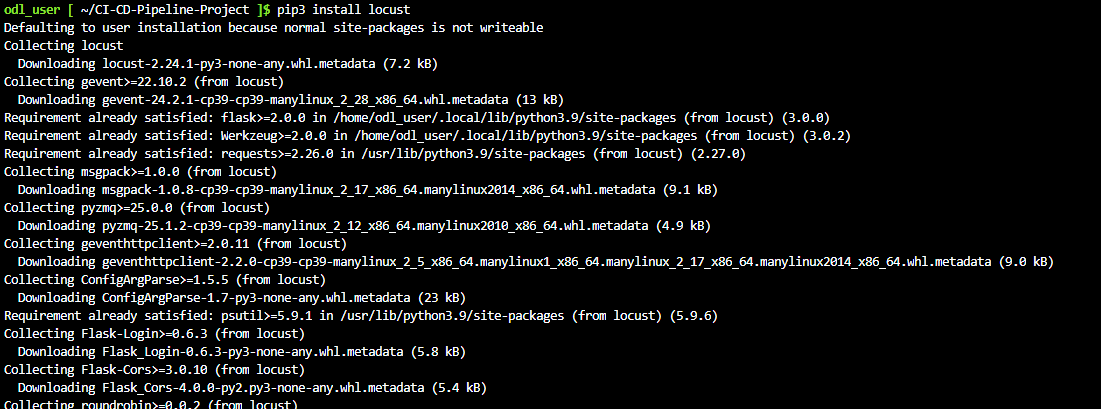 odl_user [ ~/CI-CD-Pipeline-Project ]$ pip3 install locust
Defaulting to user installation because normal site-packages is not writeable
Collecting locust
  Downloading locust-2.24.1-py3-none-any.whl.metadata (7.2 kB)
Collecting gevent>=22.10.2 (from locust)
  Downloading gevent-24.2.1-cp39-cp39-manylinux_2_28_x86_64.whl.metadata (13 kB)
Requirement already satisfied: flask>=2.0.0 in /home/odl_user/.local/lib/python3.9/site-packages (from locust) (3.0.0)
Requirement already satisfied: Werkzeug>=2.0.0 in /home/odl_user/.local/lib/python3.9/site-packages (from locust) (3.0.2)
Requirement already satisfied: requests>=2.26.0 in /usr/lib/python3.9/site-packages (from locust) (2.27.0)
Collecting msgpack>=1.0.0 (from locust)
  Downloading msgpack-1.0.8-cp39-cp39-manylinux_2_17_x86_64.manylinux2014_x86_64.whl.metadata (9.1 kB)
Collecting pyzmq>=25.0.0 (from locust)
  Downloading pyzmq-25.1.2-cp39-cp39-manylinux_2_12_x86_64.manylinux2010_x86_64.whl.metadata (4.9 kB)
Collecting geventhttpclient>=2.0.11 (from locust)
  Downloading geventhttpclient-2.2.0-cp39-cp39-manylinux_2_5_x86_64.manylinux1_x86_64.manylinux_2_17_x86_64.manylinux2014_x86_64.whl.metadata (9.0 kB)
Collecting ConfigArgParse>=1.5.5 (from locust)
  Downloading ConfigArgParse-1.7-py3-none-any.whl.metadata (23 kB)
Requirement already satisfied: psutil>=5.9.1 in /usr/lib/python3.9/site-packages (from locust) (5.9.6)
Collecting Flask-Login>=0.6.3 (from locust)
  Downloading Flask_Login-0.6.3-py3-none-any.whl.metadata (5.8 kB)
Collecting Flask-Cors>=3.0.10 (from locust)
  Downloading Flask_Cors-4.0.0-py2.py3-none-any.whl.metadata (5.4 kB)
Collecting roundrobin>=0.0.2 (from locust)